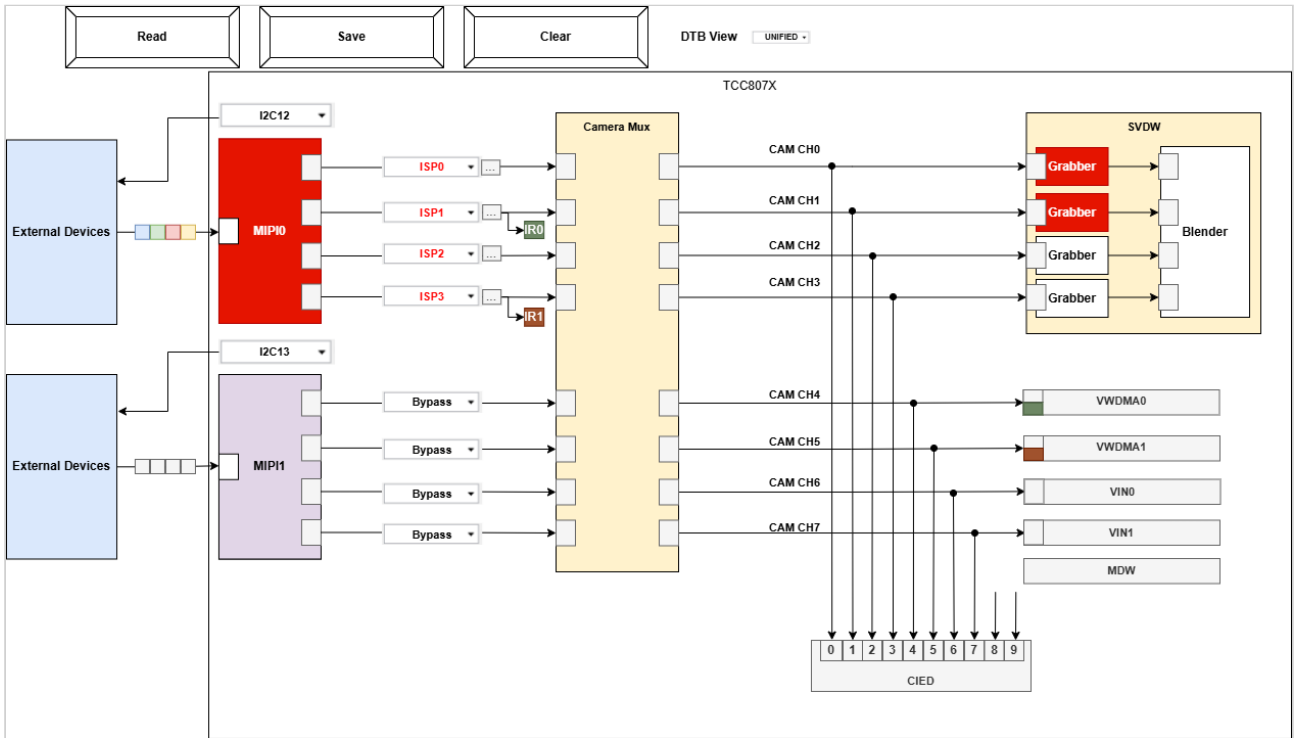 Read
Save
Clear
DTB View
UNIFIED
TCC807X
I2C12
Camera Mux
SVDW
CAM CH0
ISP0
...
Grabber
External Devices
MIPI0
CAM CH1
ISP1
...
IR0
Grabber
Blender
CAM CH2
ISP2
...
Grabber
CAM CH3
ISP3
...
IR1
Grabber
I2C13
CAM CH4
Bypass
VWDMA0
CAM CH5
Bypass
VWDMA1
External Devices
MIPI1
CAM CH6
Bypass
VIN0
CAM CH7
Bypass
VIN1
MDW
0 1 2 3 4 5 6 7 8 9
CIED